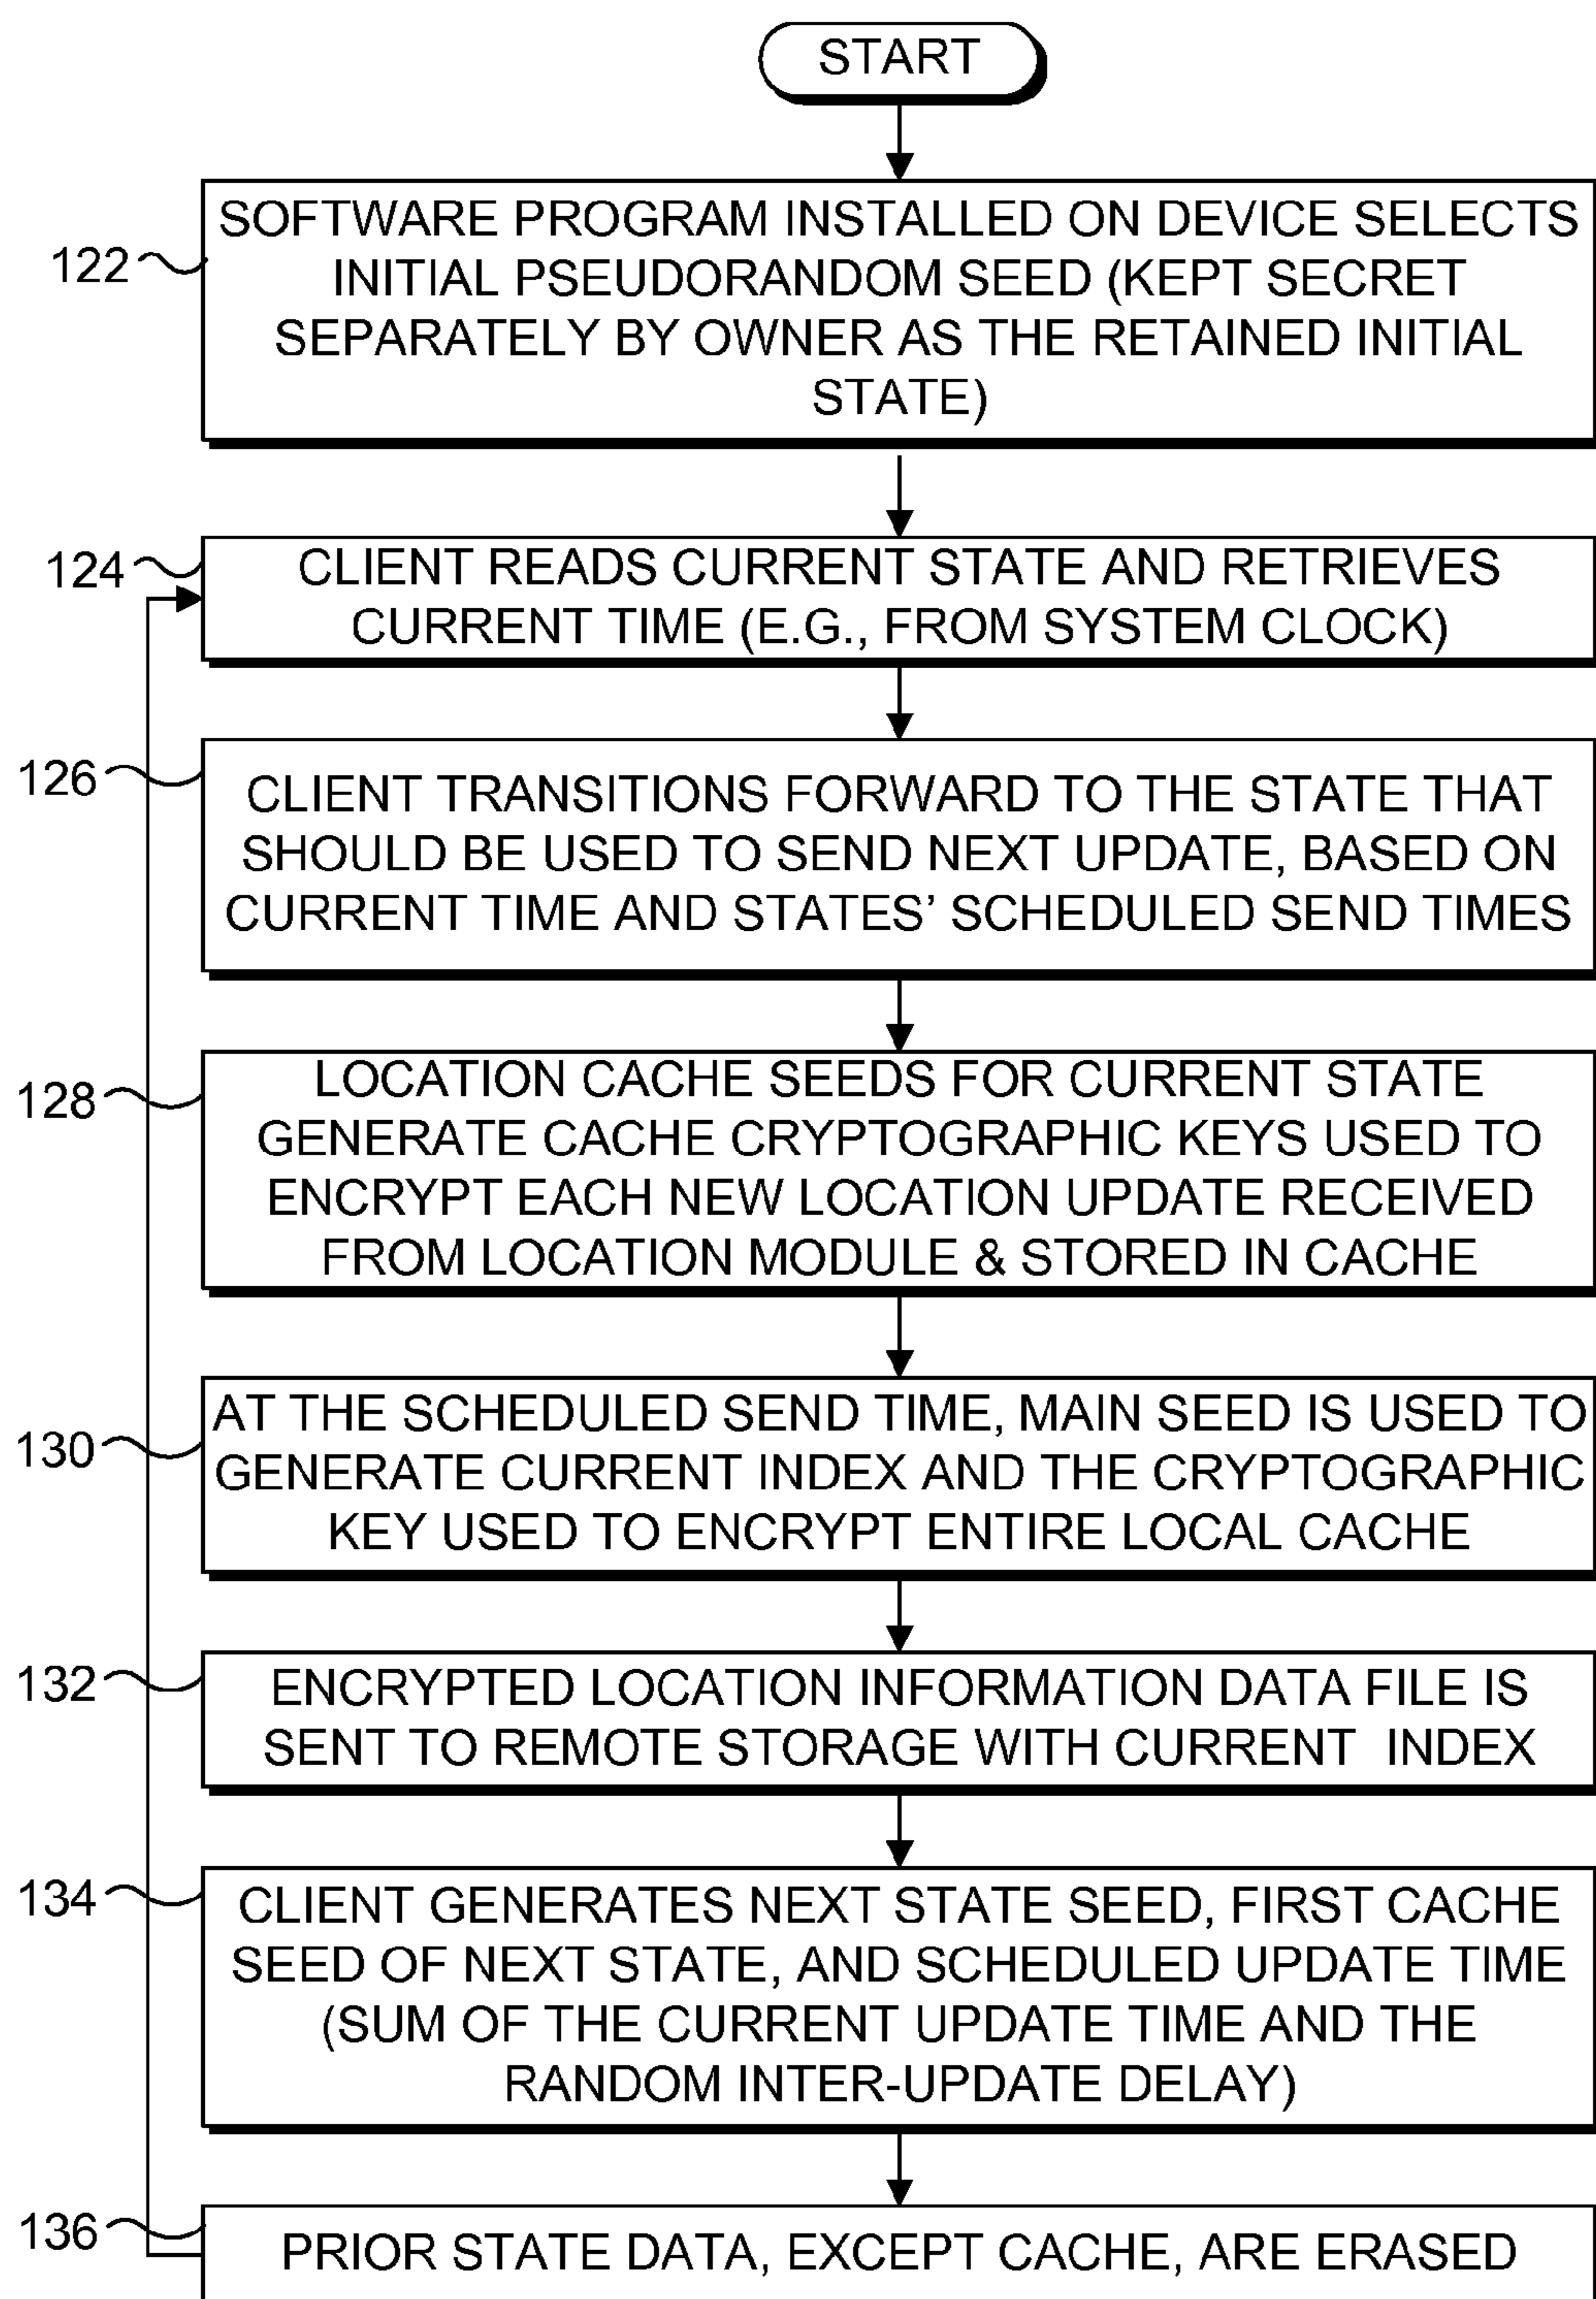 START
122
SOFTWARE PROGRAM INSTALLED ON DEVICE SELECTS
INITIAL PSEUDORANDOM SEED (KEPT SECRET
SEPARATELY BY OWNER AS THE RETAINED INITIAL
STATE)
124
CLIENT READS CURRENT STATE AND RETRIEVES
CURRENT TIME (E.G., FROM SYSTEM CLOCK)
126
CLIENT TRANSITIONS FORWARD TO THE STATE THAT
SHOULD BE USED TO SEND NEXT UPDATE, BASED ON
CURRENT TIME AND STATES’ SCHEDULED SEND TIMES
128
LOCATION CACHE SEEDS FOR CURRENT STATE
GENERATE CACHE CRYPTOGRAPHIC KEYS USED TO
ENCRYPT EACH NEW LOCATION UPDATE RECEIVED
FROM LOCATION MODULE & STORED IN CACHE
130
AT THE SCHEDULED SEND TIME, MAIN SEED IS USED TO
GENERATE CURRENT INDEX AND THE CRYPTOGRAPHIC
KEY USED TO ENCRYPT ENTIRE LOCAL CACHE
132
ENCRYPTED LOCATION INFORMATION DATA FILE IS
SENT TO REMOTE STORAGE WITH CURRENT INDEX
134
CLIENT GENERATES NEXT STATE SEED, FIRST CACHE
SEED OF NEXT STATE, AND SCHEDULED UPDATE TIME
(SUM OF THE CURRENT UPDATE TIME AND THE
RANDOM INTER-UPDATE DELAY)
136
PRIOR STATE DATA, EXCEPT CACHE, ARE ERASED